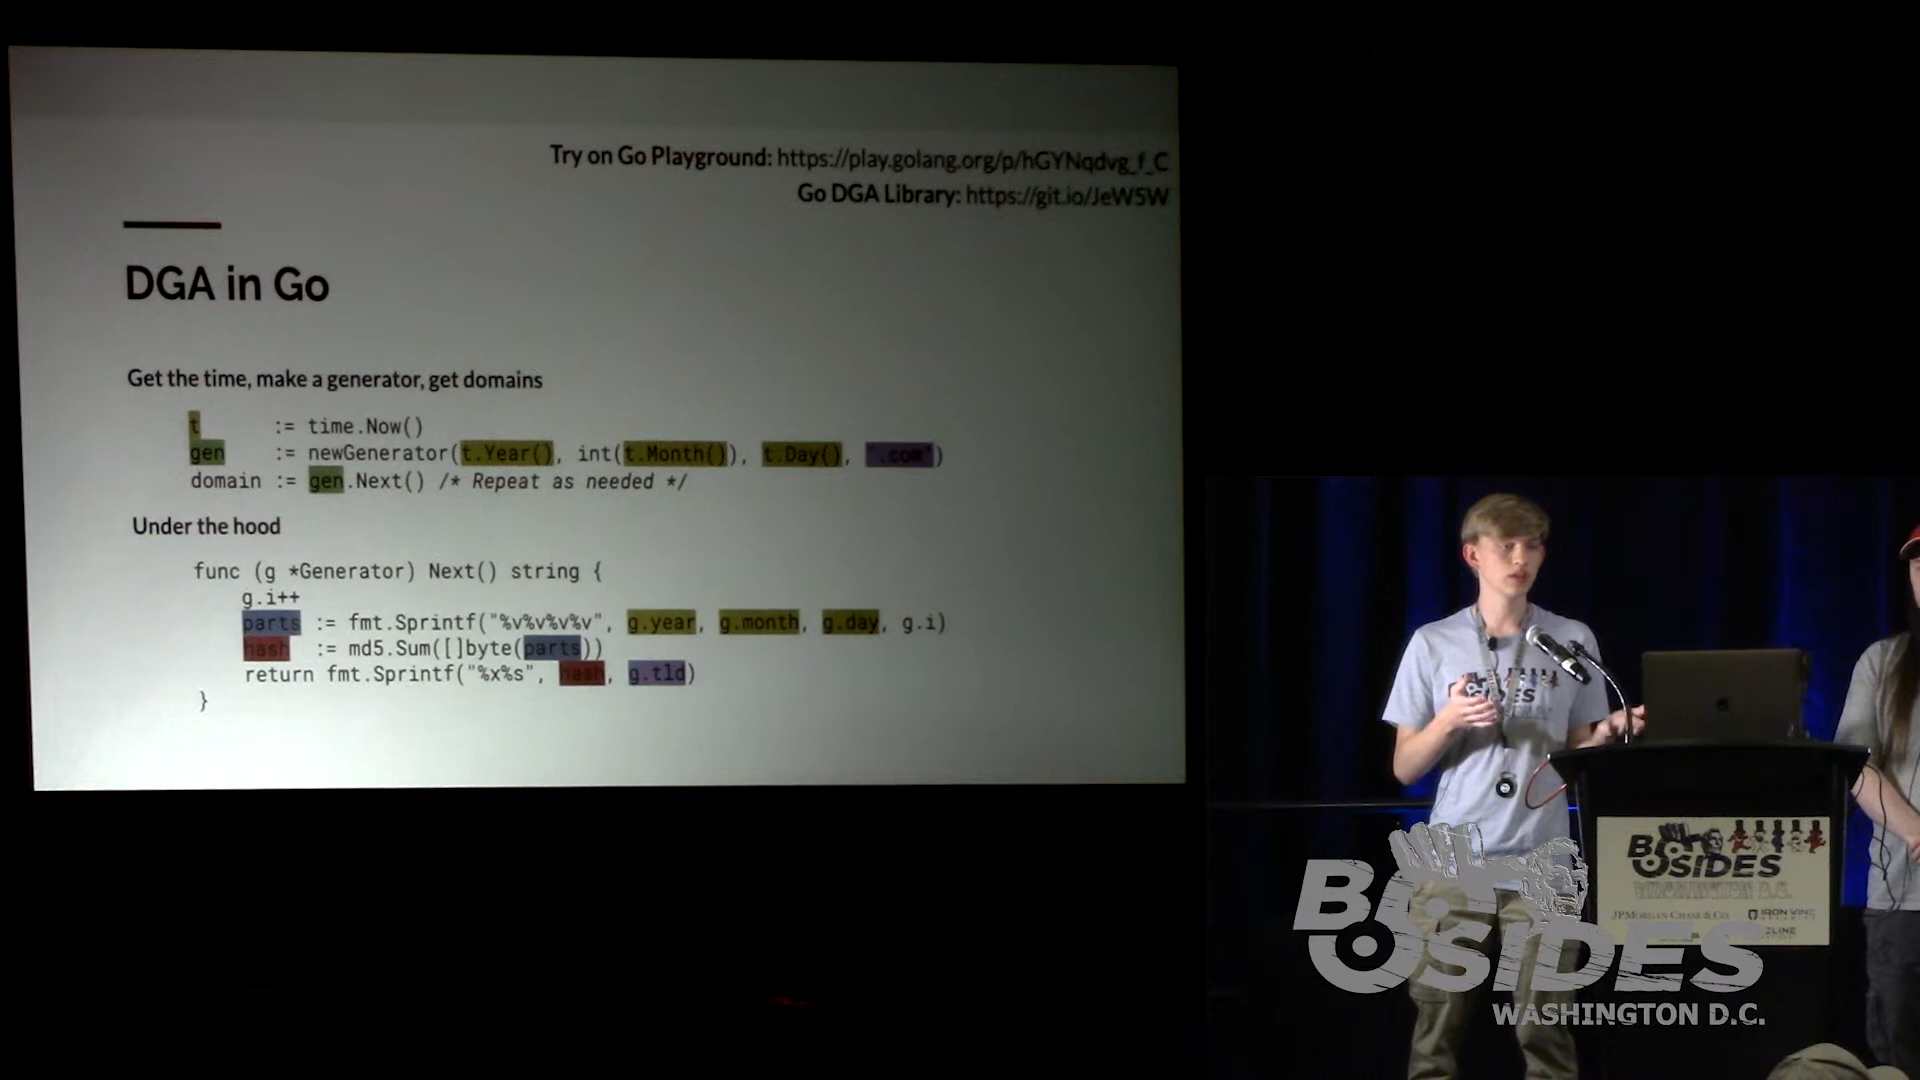 Try on Go Playground: https://play.golang.org/p/hGYNqdvg_f_C
Go DGA Library: https://git.io/JeW5W
DGA in Go
Get the time, make a generator, get domains
t := time.Now()
gen := newGenerator(t.Year(), int(t.Month()), t.Day(), ".com")
domain := gen.Next() /* Repeat as needed */
Under the hood
func (g *Generator) Next() string {
g.i++
parts := fmt.Sprintf("%v%v%v%v", g.year, g.month, g.day, g.i)
hash := md5.Sum([]byte(parts))
return fmt.Sprintf("%x%s", hash, g.tld)
}
BSIDES
WASHINGTON D.C.
JPMORGAN CHASE & CO.
IRON VINE
BSIDES
WASHINGTON D.C.